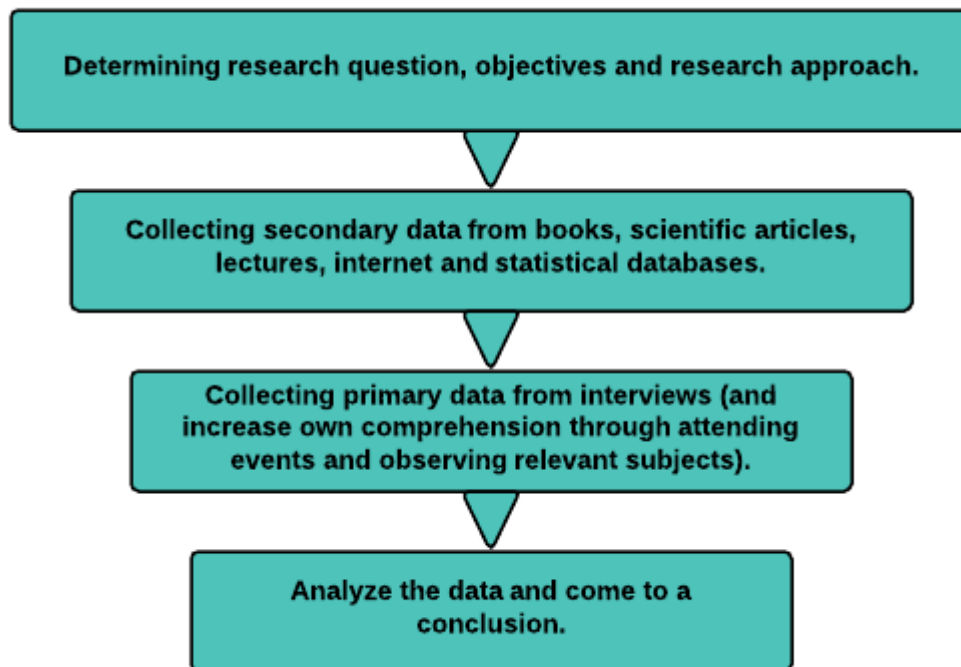 Determining research question, objectives and research approach.
Collecting secondary data from books, scientific articles,
lectures, internet and statistical databases.
Collecting primary data from interviews (and
increase own comprehension through attending
events and observing relevant subjects).
Analyze the data and come to a
conclusion.